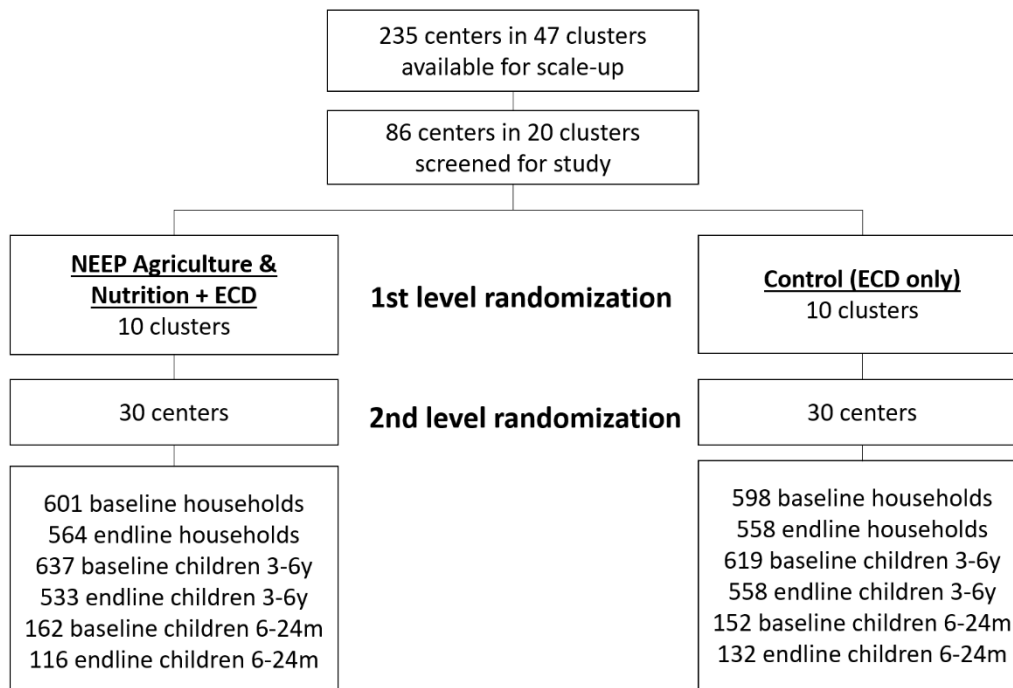 235 centers in 47 clusters
available for scale-up
86 centers in 20 clusters
screened for study
NEEP Agriculture &
Nutrition + ECD
10 clusters
1st level randomization
Control (ECD only)
10 clusters
30 centers
2nd level randomization
30 centers
601 baseline households
564 endline households
637 baseline children 3-6y
533 endline children 3-6y
162 baseline children 6-24m
116 endline children 6-24m
598 baseline households
558 endline households
619 baseline children 3-6y
558 endline children 3-6y
152 baseline children 6-24m
132 endline children 6-24m